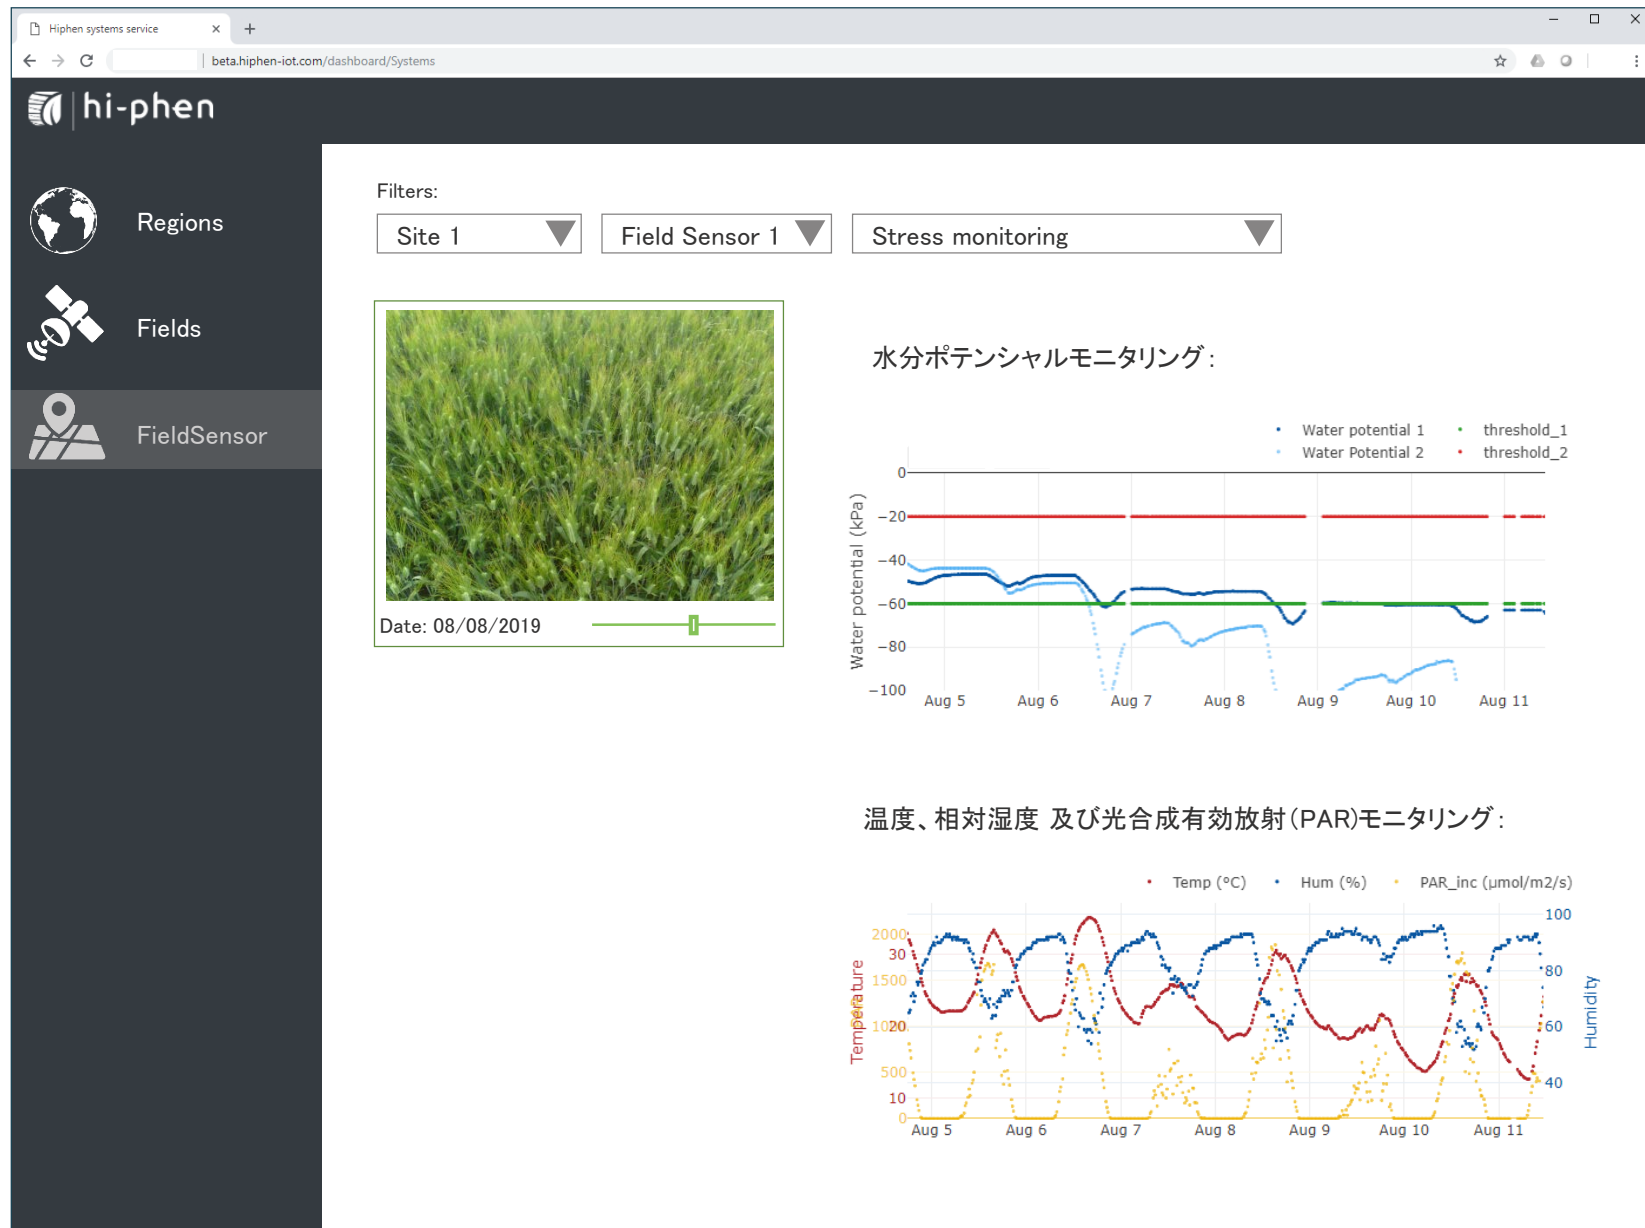 Hiphen systems service
beta.hiphen-iot.com/dashboard/Systems
hi-phen
Regions
Fields
FieldSensor
Filters:
Site 1
Field Sensor 1
Stress monitoring
Date: 08/08/2019
水分ポテンシャルモニタリング:
Water potential 1
threshold_1
Water Potential 2
threshold_2
Water potential (kPa)
0
−20
−40
−60
−80
−100
Aug 5
Aug 6
Aug 7
Aug 8
Aug 9
Aug 10
Aug 11
温度、相対湿度 及び光合成有効放射(PAR)モニタリング:
Temp (°C)
Hum (%)
PAR_inc (μmol/m2/s)
Temperature
2000
1500
1000
500
0
30
20
10
100
80
60
40
Humidity
Aug 5
Aug 6
Aug 7
Aug 8
Aug 9
Aug 10
Aug 11